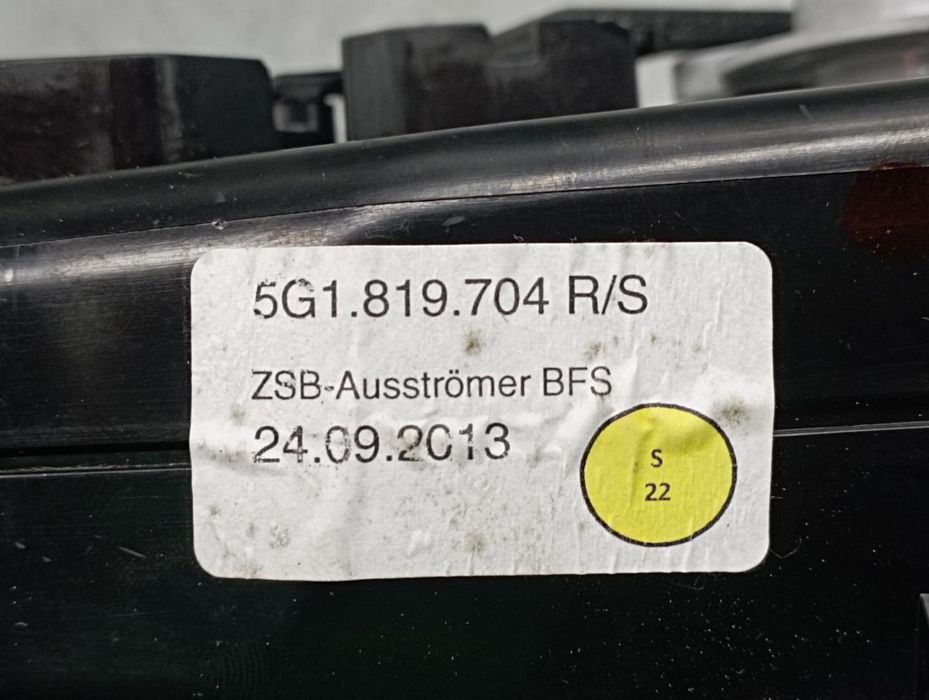 5G1.819.704 R/S
ZSB-Ausströmer BFS
24.09.2013
S
22